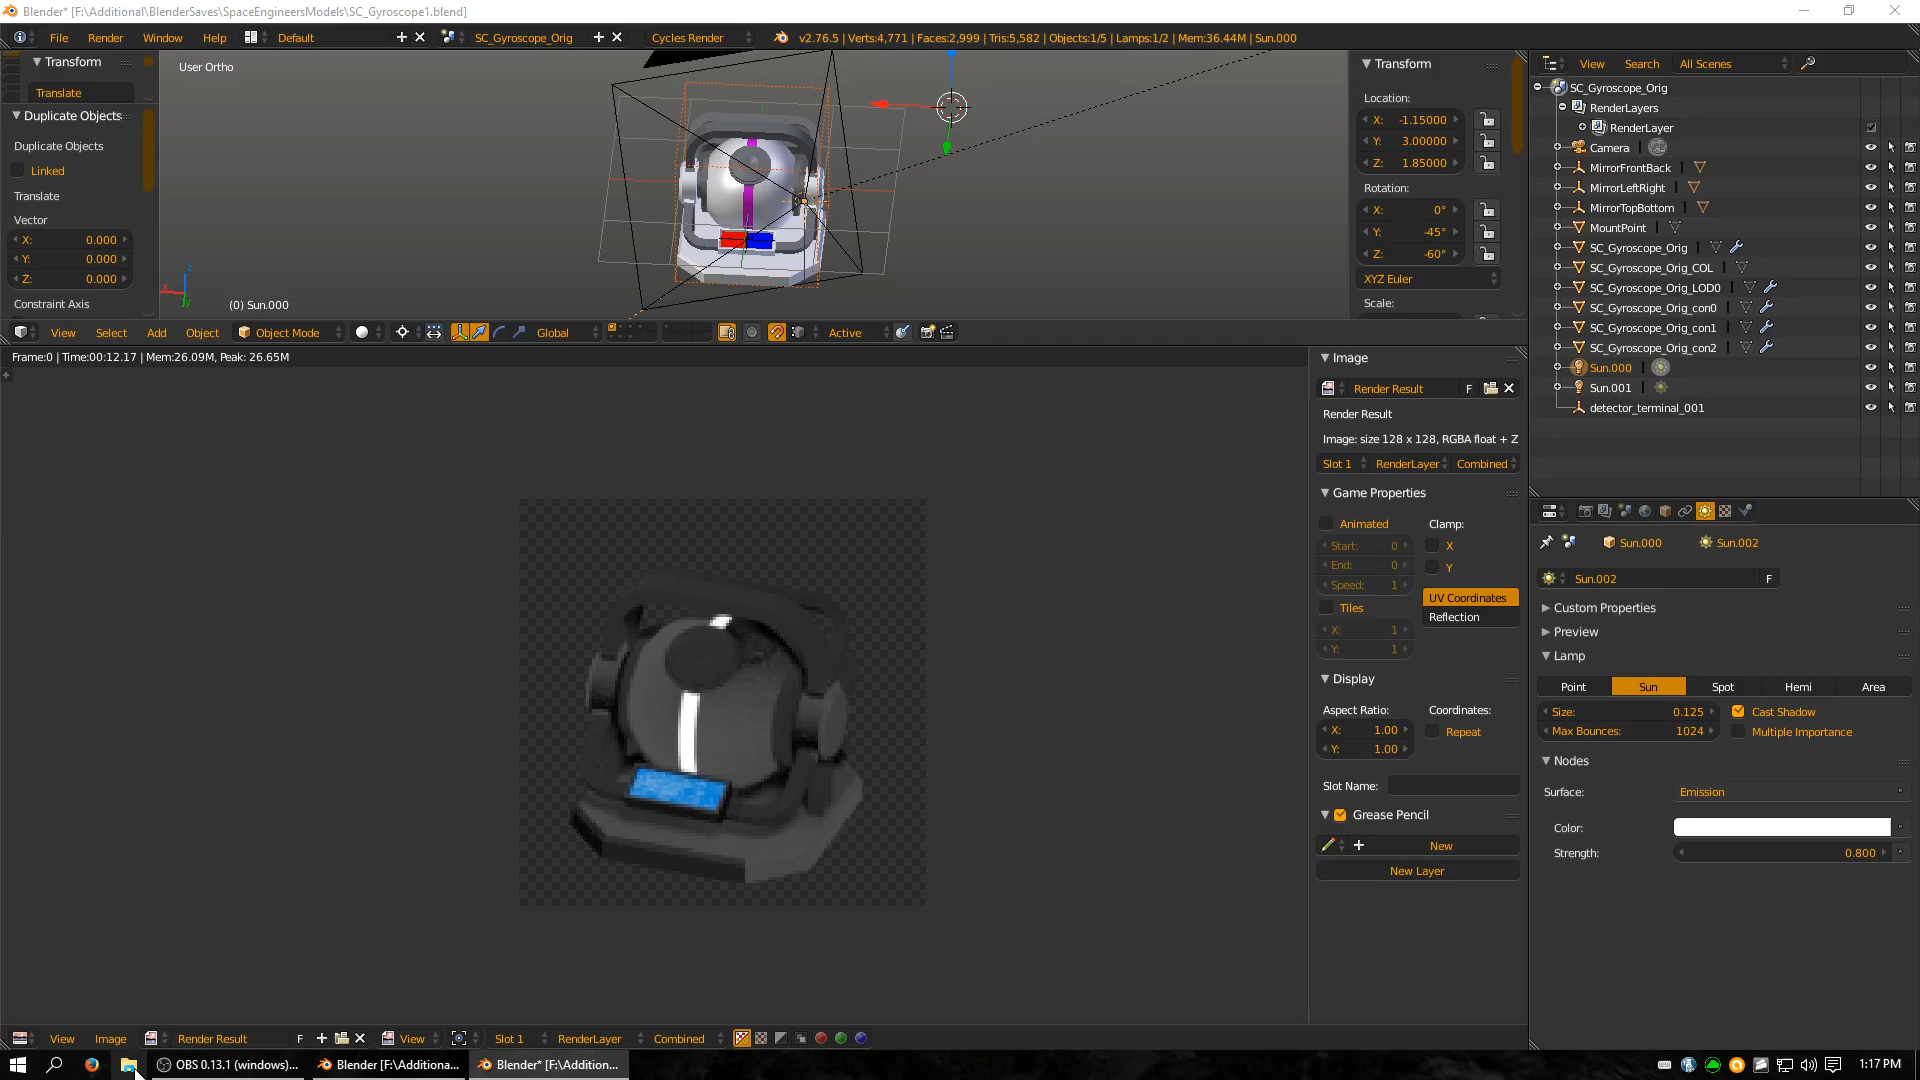 Blender* [F:\Additional\BlenderSaves\SpaceEngineersModels\SC_Gyroscope1.blend]
File Render Window Help Default SC_Gyroscope_Orig Cycles Render v2.76.5 | Verts:4,771 | Faces:2,999 | Tris:5,582 | Objects:1/5 | Lamps:1/2 | Mem:36.44M | Sun.000
Transform
Translate
Duplicate Objects
Duplicate Objects
Linked
Translate
Vector
X: 0.000
Y: 0.000
Z: 0.000
Constraint Axis
User Ortho
z
x
y
(0) Sun.000
Transform
Location:
X: -1.15000
Y: 3.00000
Z: 1.85000
Rotation:
X: 0°
Y: -45°
Z: -60°
XYZ Euler
Scale:
View Select Add Object Object Mode Global Active
Frame:0 | Time:00:12.17 | Mem:26.09M, Peak: 26.65M
Image
Render Result F
Render Result
Image: size 128 x 128, RGBA float + Z
Slot 1 RenderLayer Combined
Game Properties
Animated
Start: 0
End: 0
Speed: 1
Tiles
X: 1
Y: 1
Clamp:
X
Y
UV Coordinates
Reflection
Display
Aspect Ratio:
X: 1.00
Y: 1.00
Coordinates:
Repeat
Slot Name:
Grease Pencil
New
New Layer
View Image Render Result F View Slot 1 RenderLayer Combined
View Search All Scenes
SC_Gyroscope_Orig
RenderLayers
RenderLayer
Camera
MirrorFrontBack
MirrorLeftRight
MirrorTopBottom
MountPoint
SC_Gyroscope_Orig
SC_Gyroscope_Orig_COL
SC_Gyroscope_Orig_LOD0
SC_Gyroscope_Orig_con0
SC_Gyroscope_Orig_con1
SC_Gyroscope_Orig_con2
Sun.000
Sun.001
detector_terminal_001
Sun.000 Sun.002
Sun.002 F
Custom Properties
Preview
Lamp
Point Sun Spot Hemi Area
Size: 0.125 Cast Shadow
Max Bounces: 1024 Multiple Importance
Nodes
Surface: Emission
Color:
Strength: 0.800
OBS 0.13.1 (windows)... Blender [F:\Additiona... Blender* [F:\Addition... 1:17 PM